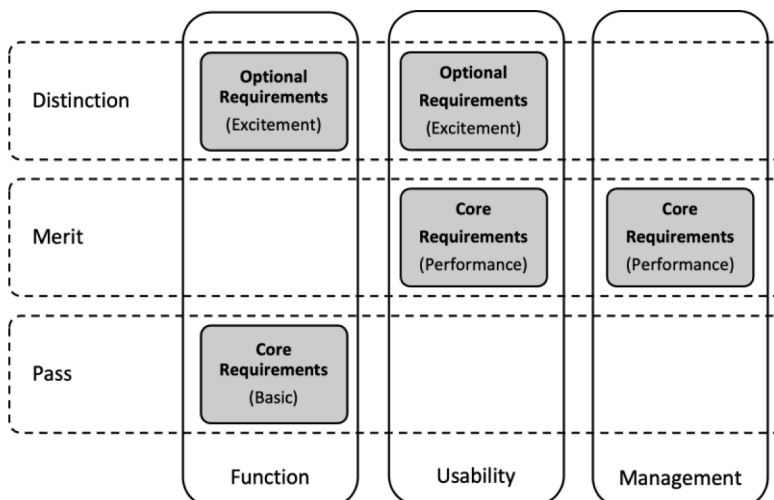 Distinction
Optional
Requirements
(Excitement)
Optional
Requirements
(Excitement)
Merit
Core
Requirements
(Performance)
Core
Requirements
(Performance)
Pass
Core
Requirements
(Basic)
Function
Usability
Management